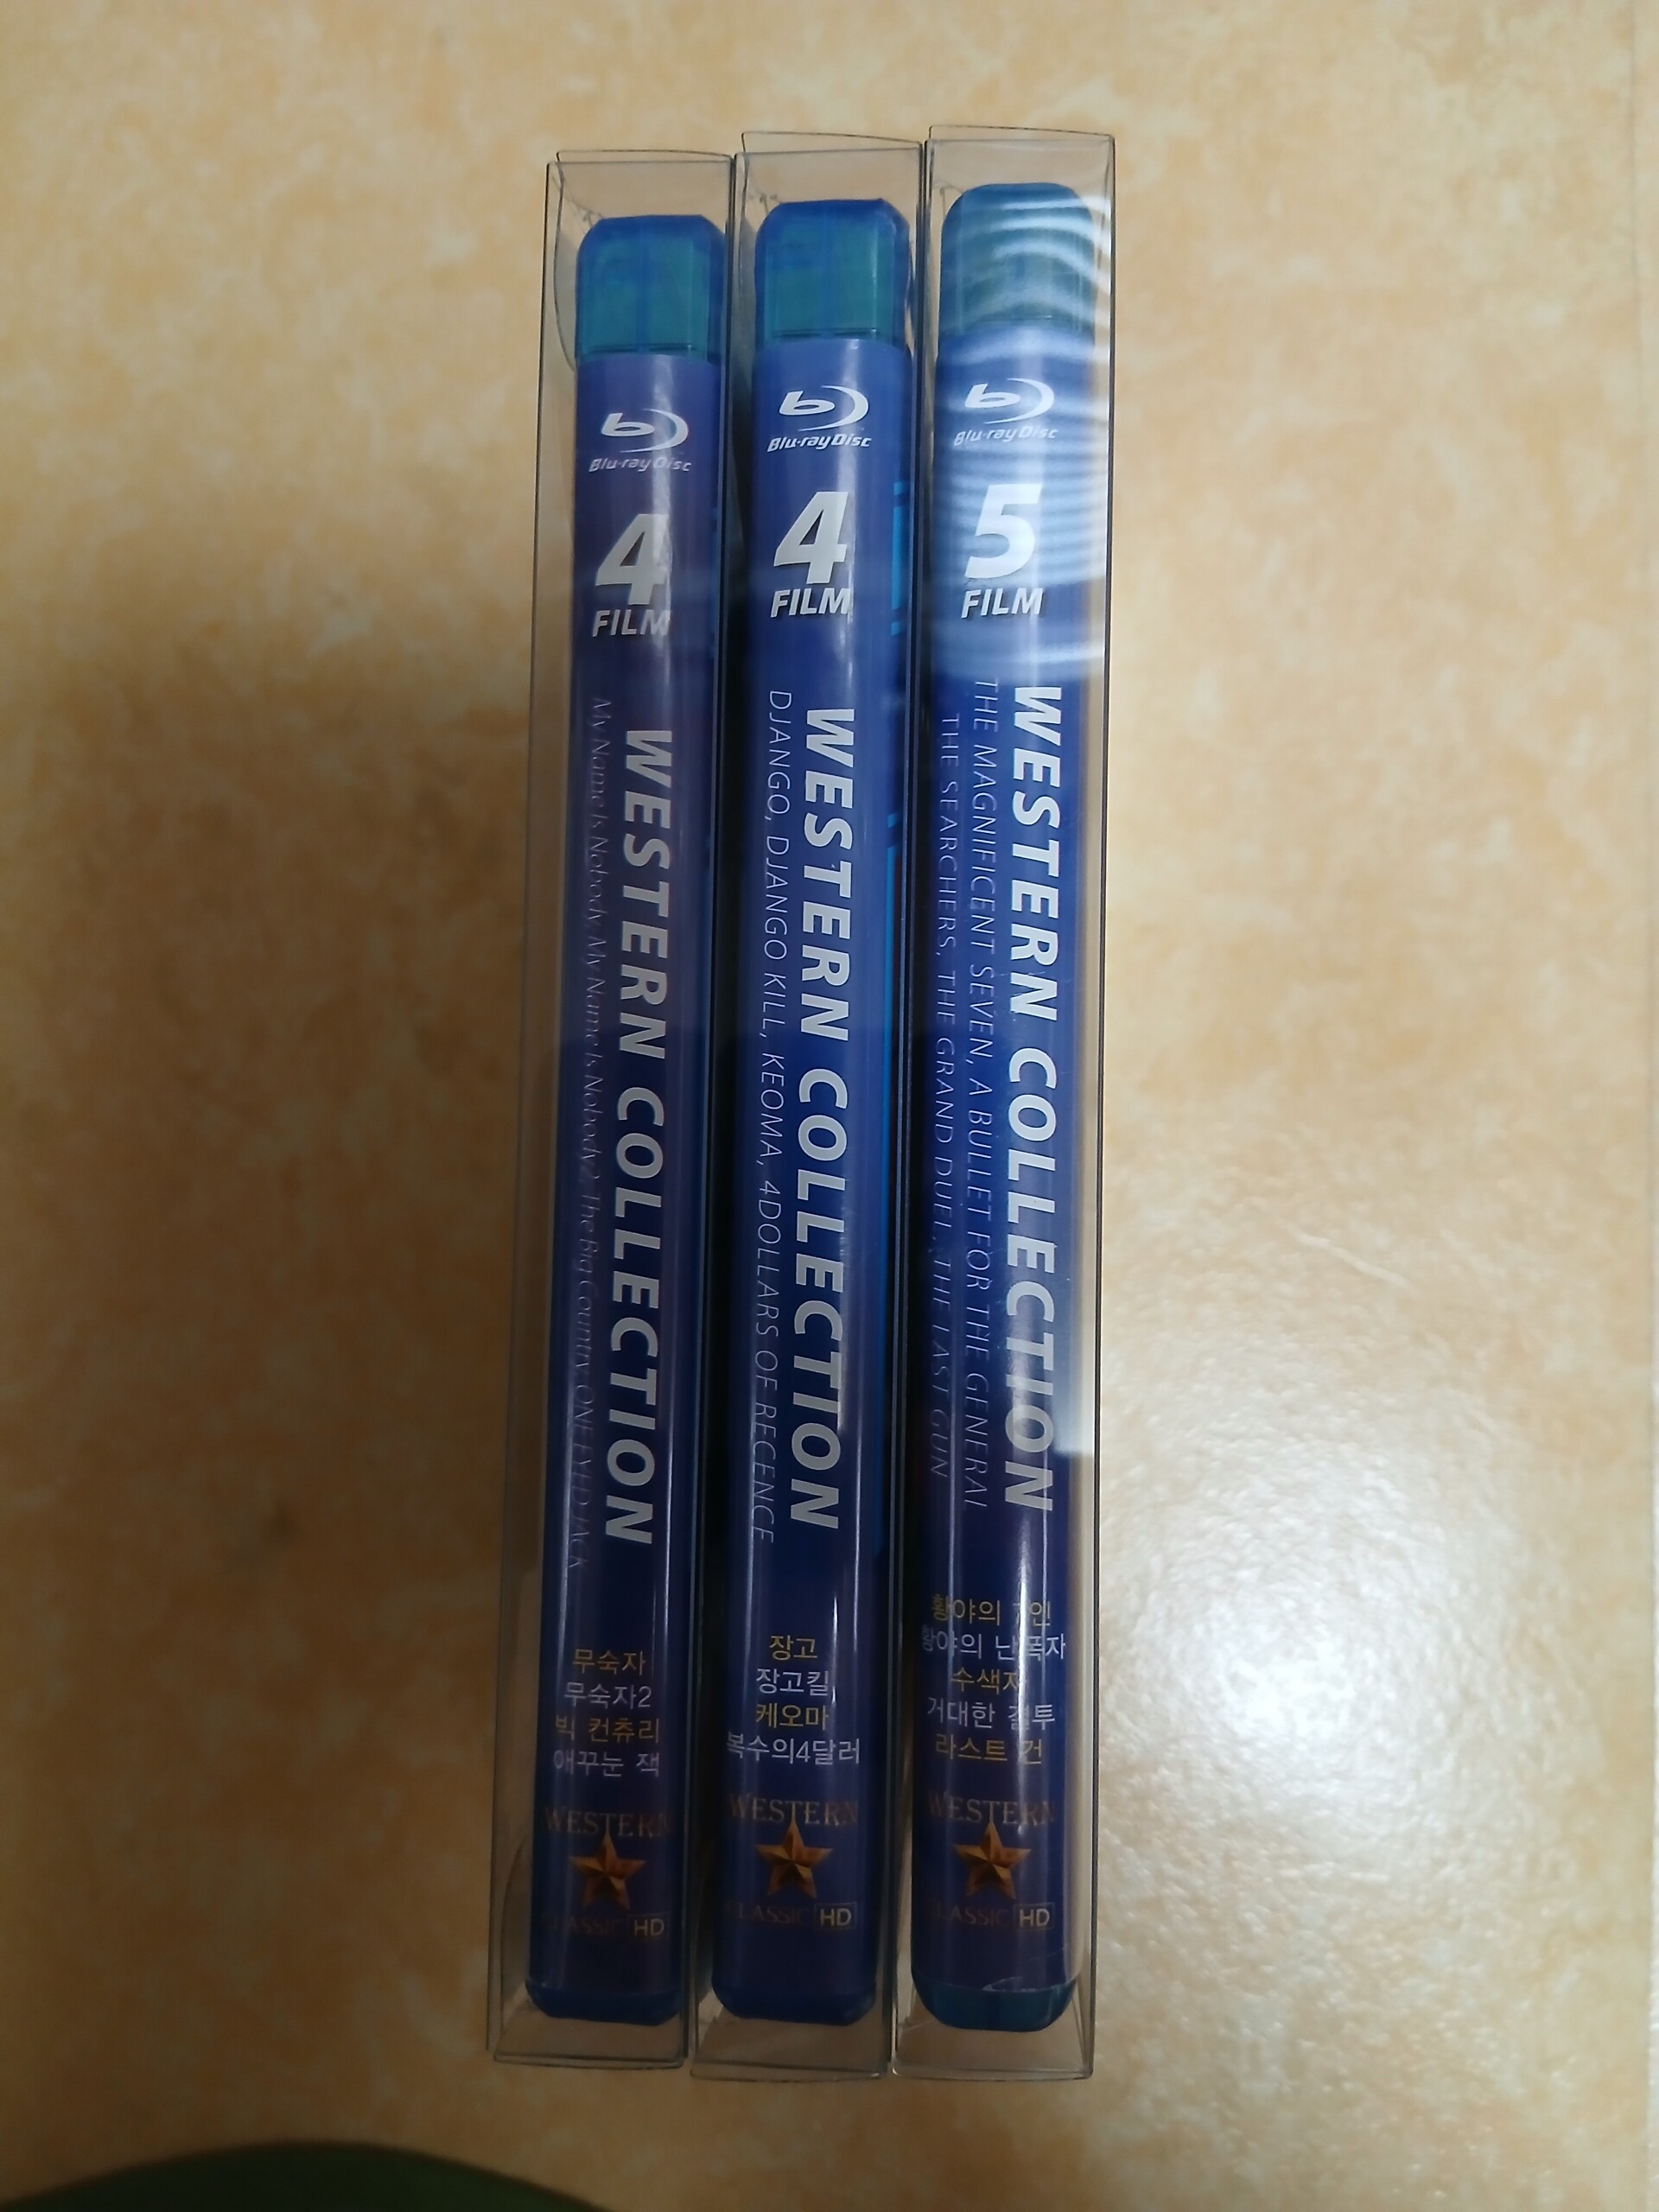 Blu-ray Disc
4
FILM
WESTERN COLLECTION
My Name Is Nobody, My Name Is Nobody2, The Big Country, ONE EYED JACK
무숙자
무숙자2
빅 컨츄리
애꾸눈 잭
WESTERN
CLASSIC HD
Blu-ray Disc
4
FILM
WESTERN COLLECTION
DJANGO, DJANGO KILL, KEOMA, 4DOLLARS OF RECENCE
장고
장고킬
케오마
복수의4달러
WESTERN
CLASSIC HD
Blu-ray Disc
5
FILM
WESTERN COLLECTION
THE MAGNIFICENT SEVEN, A BULLET FOR THE GENERAL
THE SEARCHERS, THE GRAND DUEL, THE LAST GUN
황야의 7인
황야의 난폭자
수색자
거대한 결투
라스트 건
WESTERN
CLASSIC HD